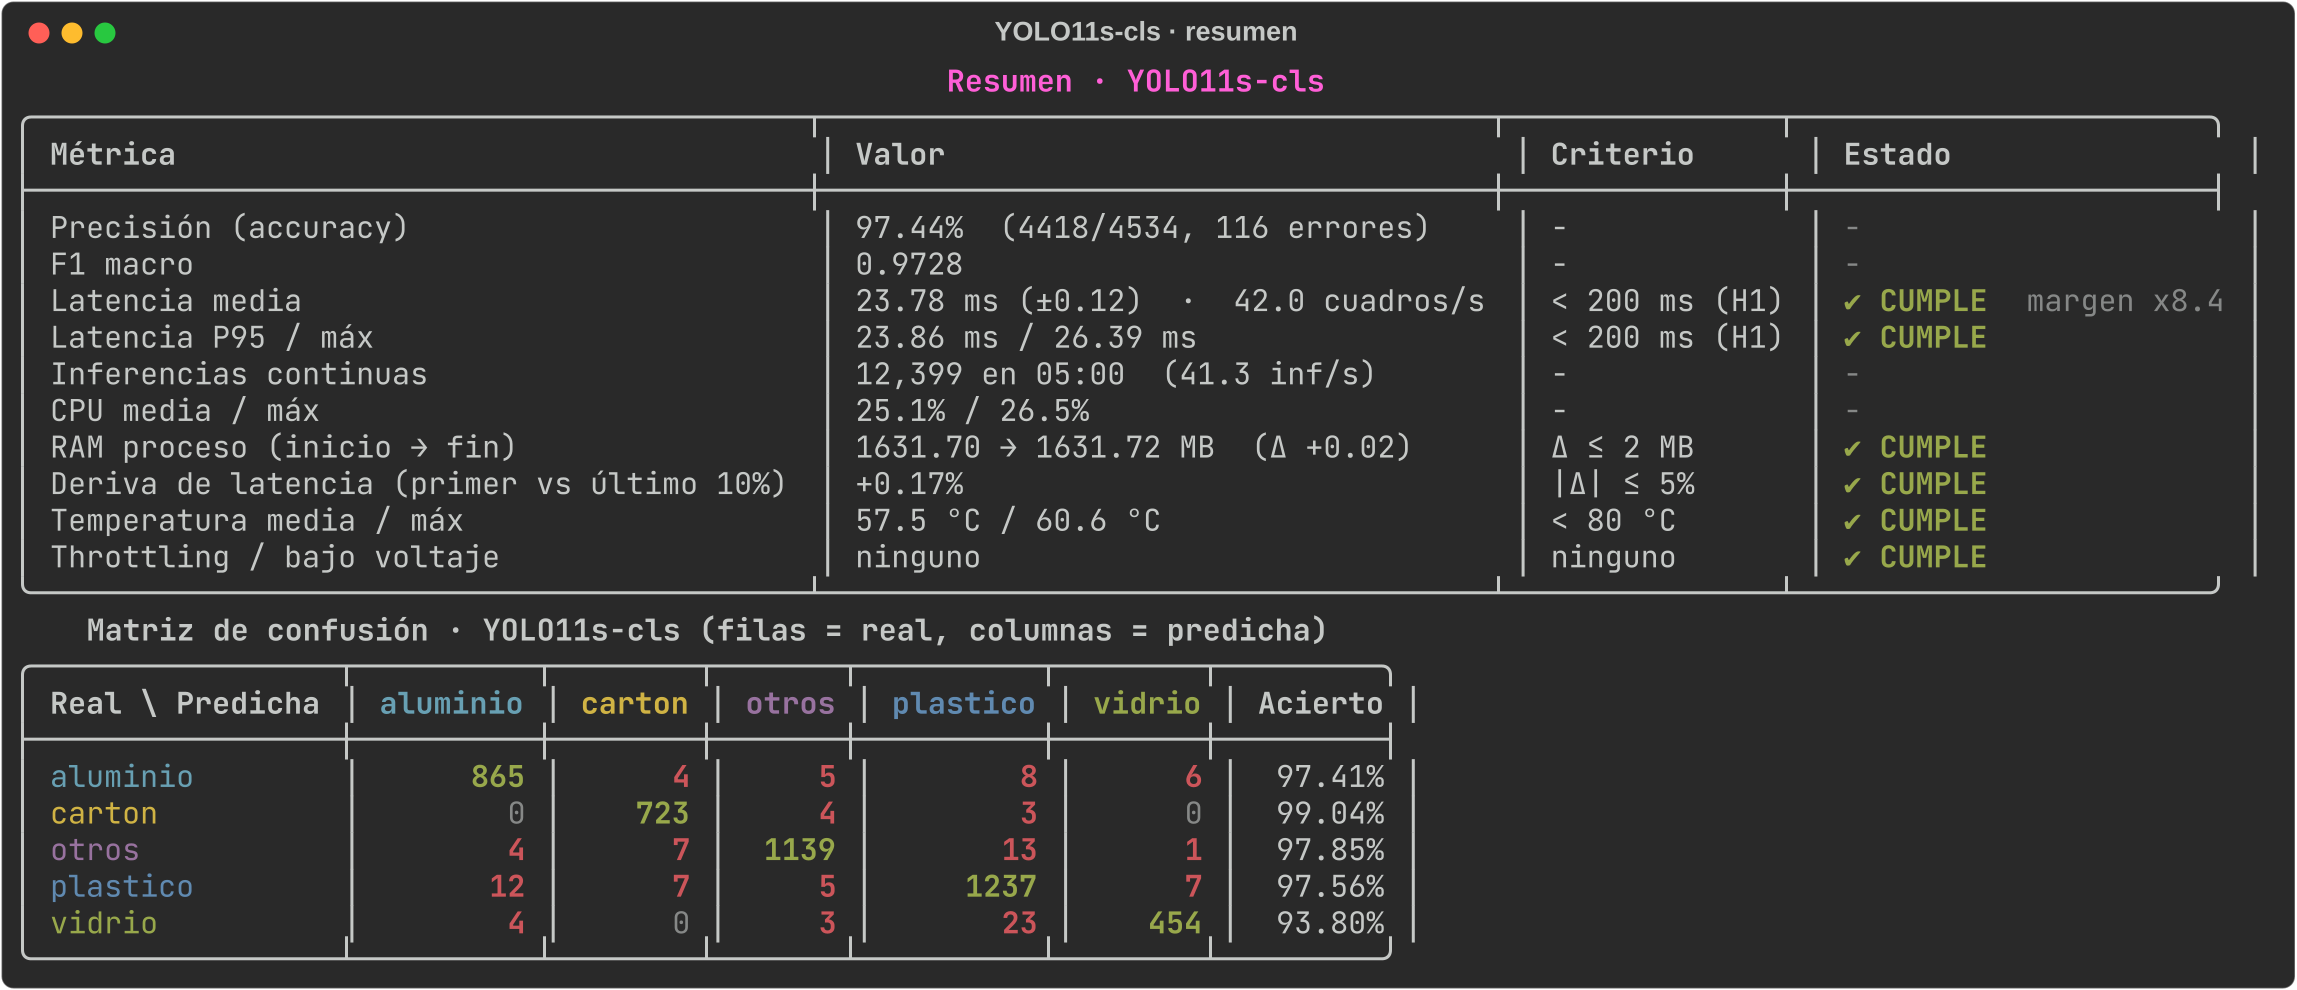 YOLO11s-cls · resumen
Resumen · YOLO11s-cls
Métrica | Valor | Criterio | Estado |
Precisión (accuracy) | 97.44% (4418/4534, 116 errores) | - | - |
F1 macro | 0.9728 | - | - |
Latencia media | 23.78 ms (±0.12) · 42.0 cuadros/s | < 200 ms (H1) | ✔ CUMPLE margen x8.4 |
Latencia P95 / máx | 23.86 ms / 26.39 ms | < 200 ms (H1) | ✔ CUMPLE |
Inferencias continuas | 12,399 en 05:00 (41.3 inf/s) | - | - |
CPU media / máx | 25.1% / 26.5% | - | - |
RAM proceso (inicio → fin) | 1631.70 → 1631.72 MB (Δ +0.02) | Δ ≤ 2 MB | ✔ CUMPLE |
Deriva de latencia (primer vs último 10%) | +0.17% | |Δ| ≤ 5% | ✔ CUMPLE |
Temperatura media / máx | 57.5 °C / 60.6 °C | < 80 °C | ✔ CUMPLE |
Throttling / bajo voltaje | ninguno | ninguno | ✔ CUMPLE |
Matriz de confusión · YOLO11s-cls (filas = real, columnas = predicha)
Real \ Predicha | aluminio | carton | otros | plastico | vidrio | Acierto |
aluminio | 865 | 4 | 5 | 8 | 6 | 97.41% |
carton | 0 | 723 | 4 | 3 | 0 | 99.04% |
otros | 4 | 7 | 1139 | 13 | 1 | 97.85% |
plastico | 12 | 7 | 5 | 1237 | 7 | 97.56% |
vidrio | 4 | 0 | 3 | 23 | 454 | 93.80% |